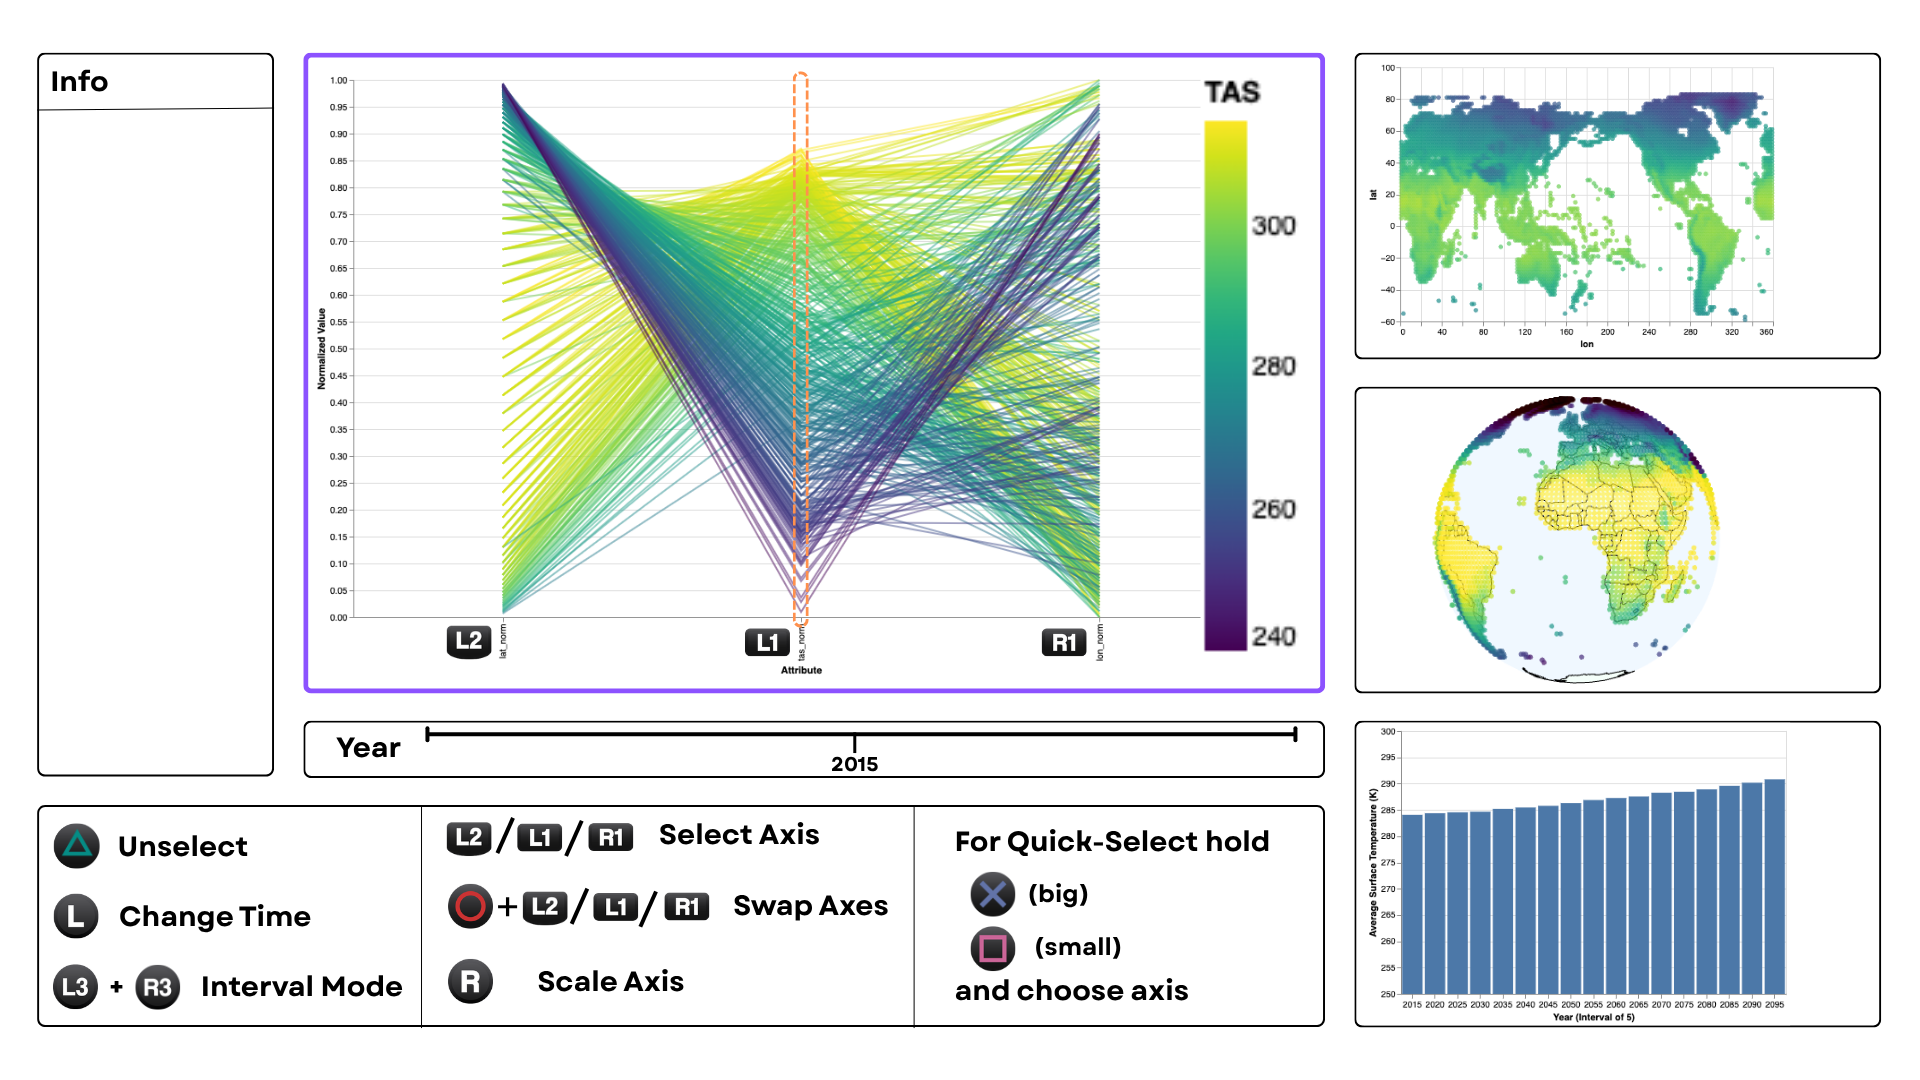 Info
1.00
0.95
0.90
0.85
0.80
0.75
0.70
0.65
0.60
0.55
0.50
0.45
0.40
0.35
0.30
0.25
0.20
0.15
0.10
0.05
0.00
Normalized Value
L2
lat_norm
L1
tas_norm
R1
lon_norm
Attribute
TAS
300
280
260
240
100
80
60
40
20
0
−20
−40
−60
lat
0 40 80 120 160 200 240 280 320 360
lon
Year
2015
300
295
290
285
280
275
270
265
260
255
250
Average Surface Temperature (K)
2015 2020 2025 2030 2035 2040 2045 2050 2055 2060 2065 2070 2075 2080 2085 2090 2095
Year (Interval of 5)
Unselect
L Change Time
L3 + R3 Interval Mode
L2 / L1 / R1 Select Axis
+ L2 / L1 / R1 Swap Axes
R Scale Axis
For Quick-Select hold
(big)
(small)
and choose axis